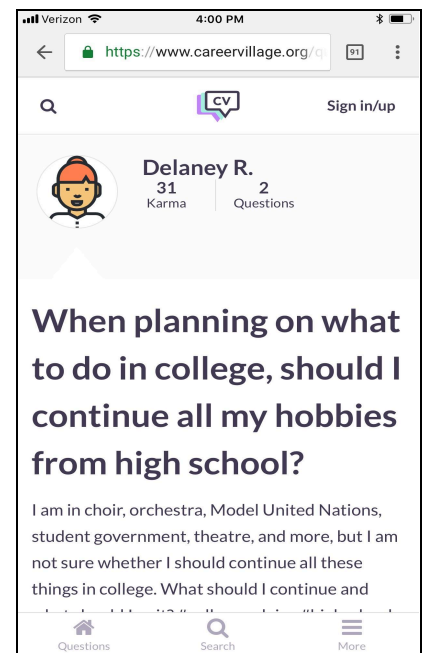 Verizon 4:00 PM
https://www.careervillage.org/q
91
CV
Sign in/up
Delaney R.
31 2
Karma Questions
When planning on what
to do in college, should I
continue all my hobbies
from high school?
I am in choir, orchestra, Model United Nations,
student government, theatre, and more, but I am
not sure whether I should continue all these
things in college. What should I continue and
Questions Search More